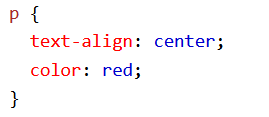 p {
  text-align: center;
  color: red;
}